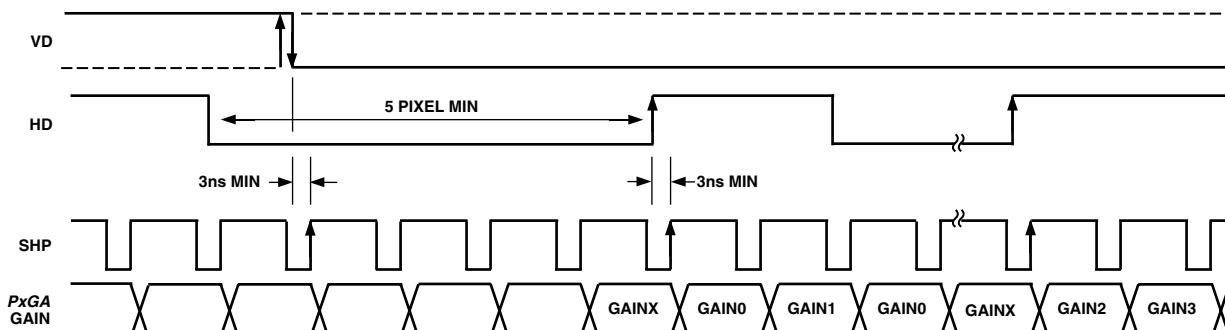 VD
HD
5 PIXEL MIN
3ns MIN
3ns MIN
SHP
PxGA
GAIN
GAINX GAIN0 GAIN1 GAIN0 GAINX GAIN2 GAIN3